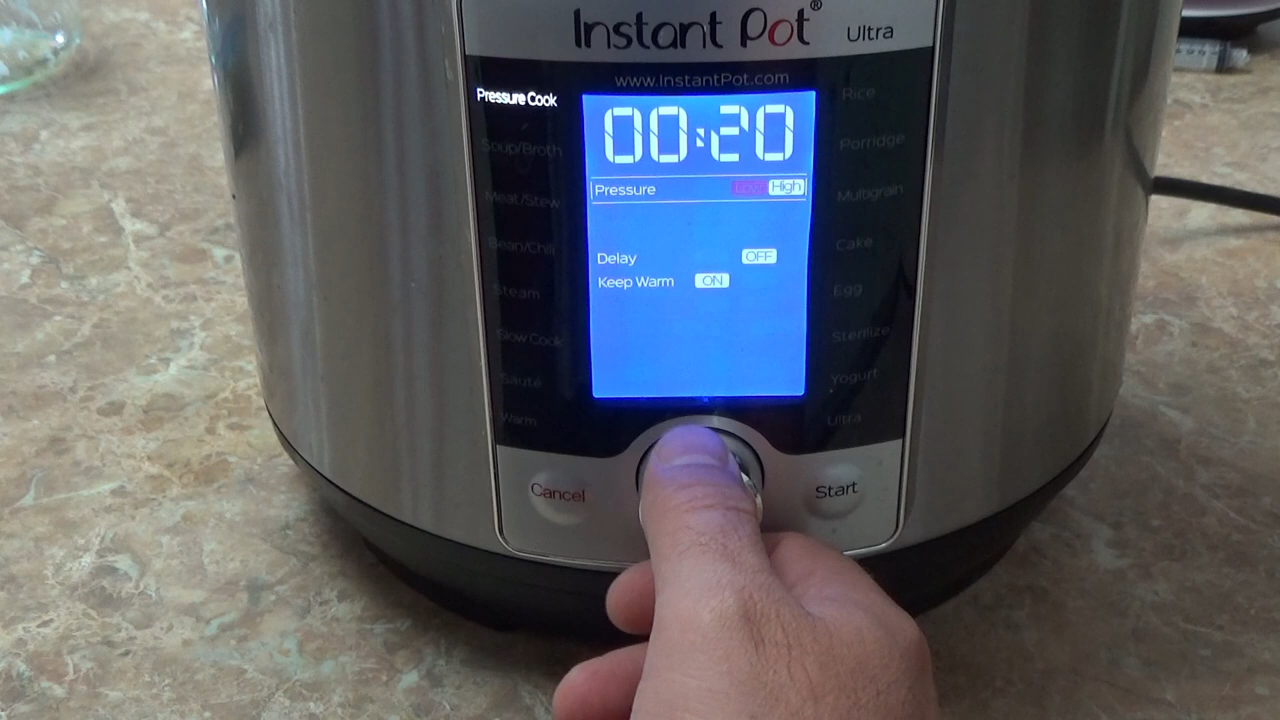 Instant Pot® Ultra
www.InstantPot.com
Pressure Cook
Soup/Broth
Meat/Stew
Bean/Chili
Steam
Slow Cook
Sauté
Warm
00:20
Pressure Low High
Delay OFF
Keep Warm ON
Rice
Porridge
Multigrain
Cake
Egg
Sterilize
Yogurt
Ultra
Cancel
Start